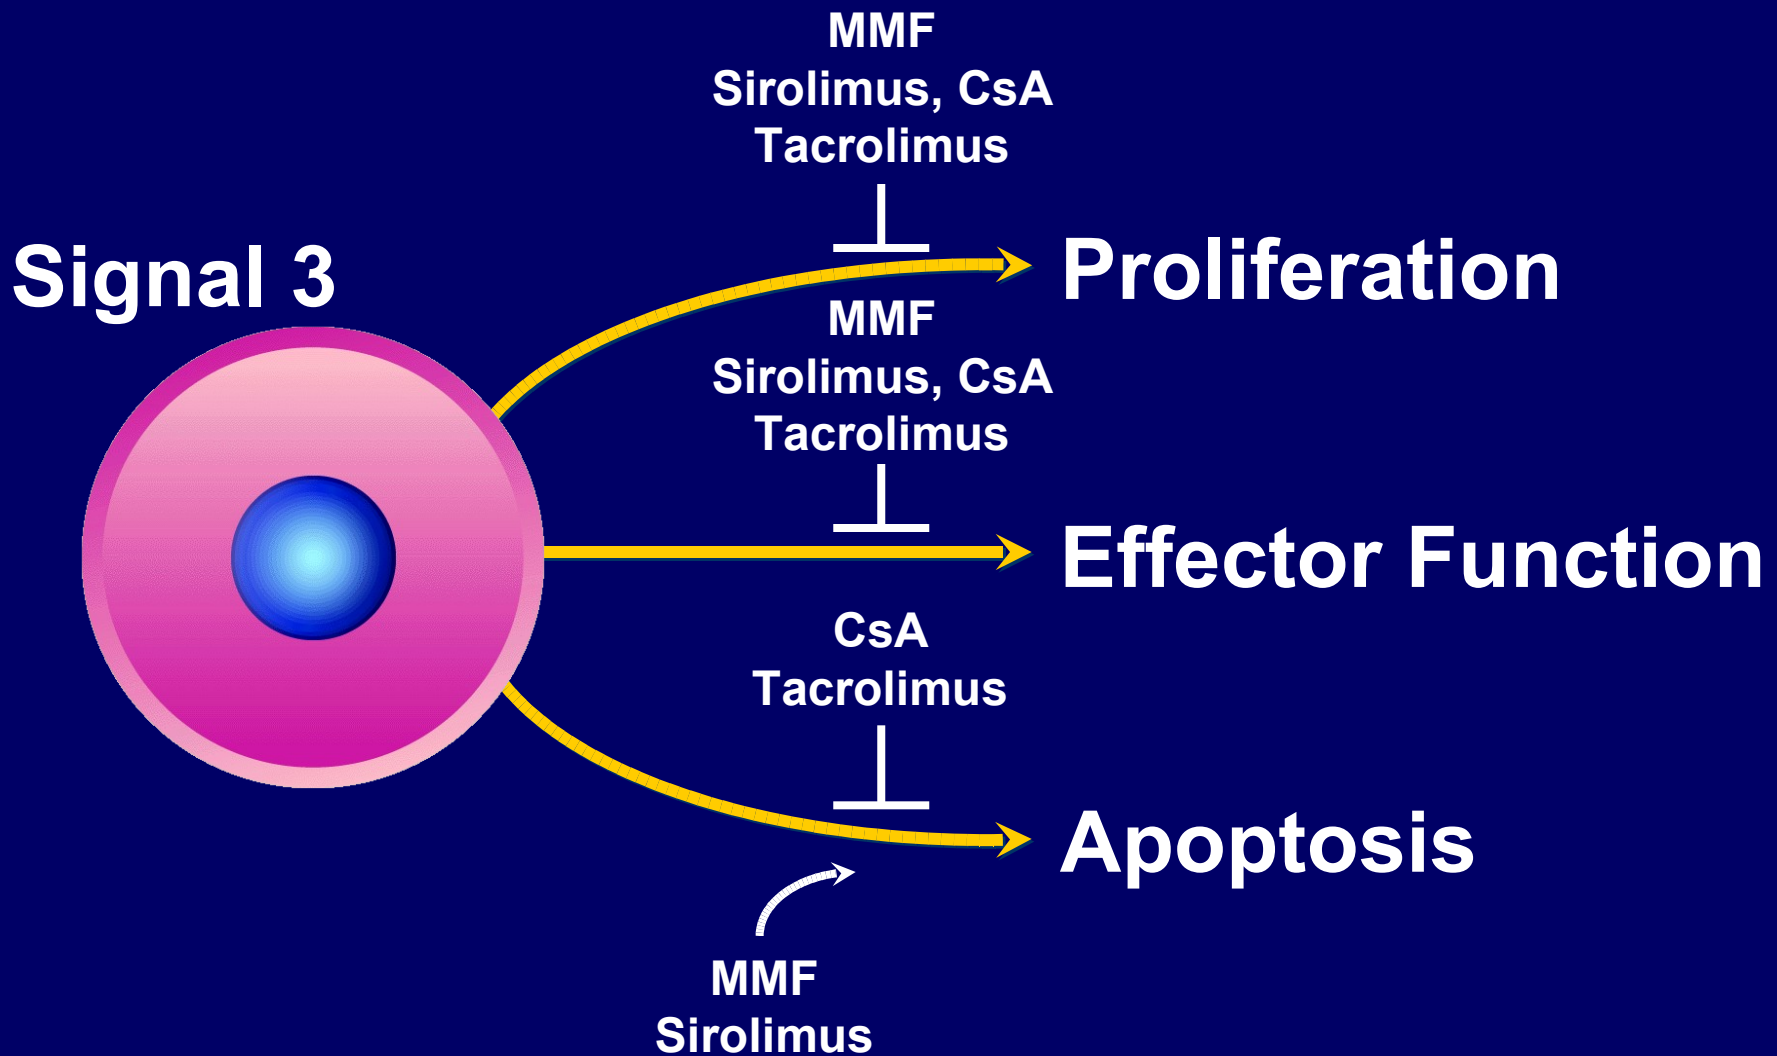 MMF
Sirolimus, CsA
Tacrolimus
Signal 3
Proliferation
MMF
Sirolimus, CsA
Tacrolimus
Effector Function
CsA
Tacrolimus
Apoptosis
MMF
Sirolimus